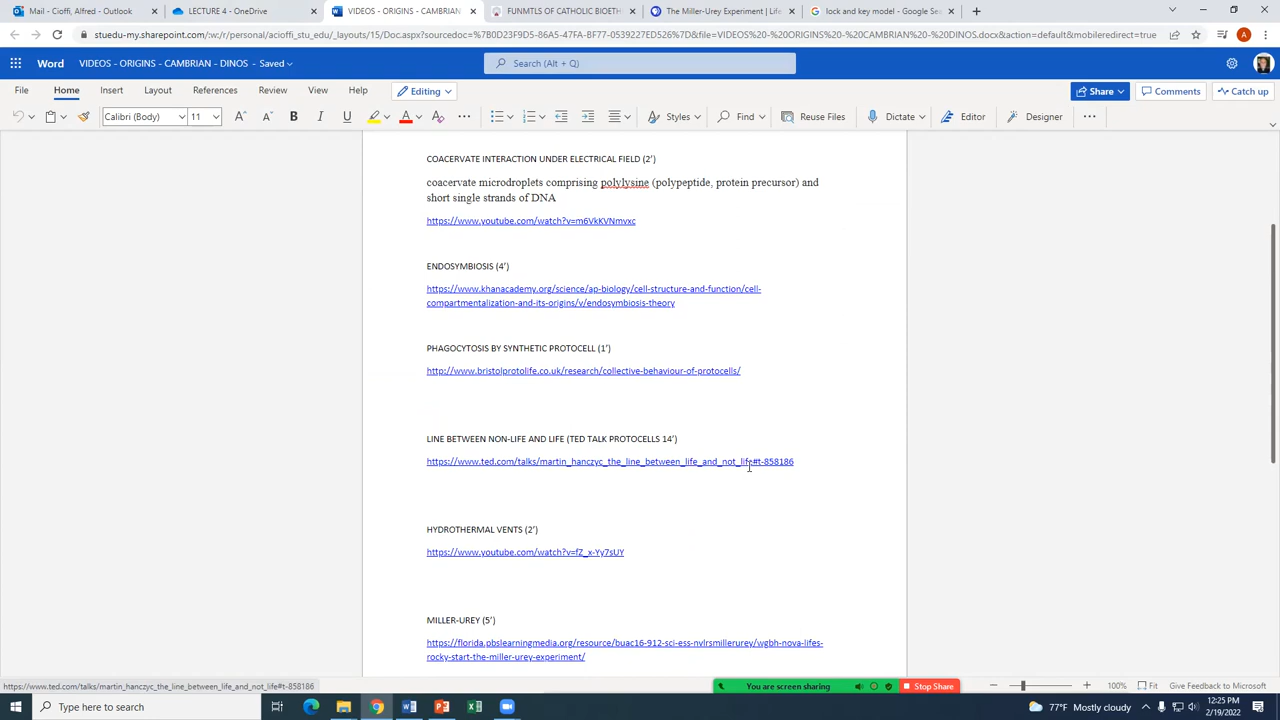 Mail - Cioffi, Alfred - Outlook
LECTURE 4 - OneDrive
VIDEOS - ORIGINS - CAMBRIAN -
FUNMTLS OF CATHOLIC BIOETH
The Miller-Urey Experiment | Life
lock and key model - Google Sea
stuedu-my.sharepoint.com/:w:/r/personal/acioffi_stu_edu/_layouts/15/Doc.aspx?sourcedoc=%7B0D23F9D5-86A5-47FA-BF77-0539227ED526%7D&file=VIDEOS%20-%20ORIGINS%20-%20CAMBRIAN%20-%20DINOS.docx&action=default&mobileredirect=true
A
Word
VIDEOS - ORIGINS - CAMBRIAN - DINOS - Saved
Search (Alt + Q)
File
Home
Insert
Layout
References
Review
View
Help
Editing
Share
Comments
Catch up
Calibri (Body)
11
Styles
Find
Reuse Files
Dictate
Editor
Designer
COACERVATE INTERACTION UNDER ELECTRICAL FIELD (2')
coacervate microdroplets comprising polylysine (polypeptide, protein precursor) and
short single strands of DNA
https://www.youtube.com/watch?v=m6VkKVNmvxc
ENDOSYMBIOSIS (4')
https://www.khanacademy.org/science/ap-biology/cell-structure-and-function/cell-
compartmentalization-and-its-origins/v/endosymbiosis-theory
PHAGOCYTOSIS BY SYNTHETIC PROTOCELL (1')
http://www.bristolprotolife.co.uk/research/collective-behaviour-of-protocells/
LINE BETWEEN NON-LIFE AND LIFE (TED TALK PROTOCELLS 14')
https://www.ted.com/talks/martin_hanczyc_the_line_between_life_and_not_life#t-858186
HYDROTHERMAL VENTS (2')
https://www.youtube.com/watch?v=fZ_x-Yy7sUY
MILLER-UREY (5')
https://florida.pbslearningmedia.org/resource/buac16-912-sci-ess-nvlrsmillerurey/wgbh-nova-lifes-
rocky-start-the-miller-urey-experiment/
https://www.ted.com/talks/martin_hanczyc_the_line_between_life_and_not_life#t-858186
You are screen sharing
Stop Share
100%
Fit
Give Feedback to Microsoft
Type here to search
77°F Mostly cloudy
12:25 PM
2/19/2022